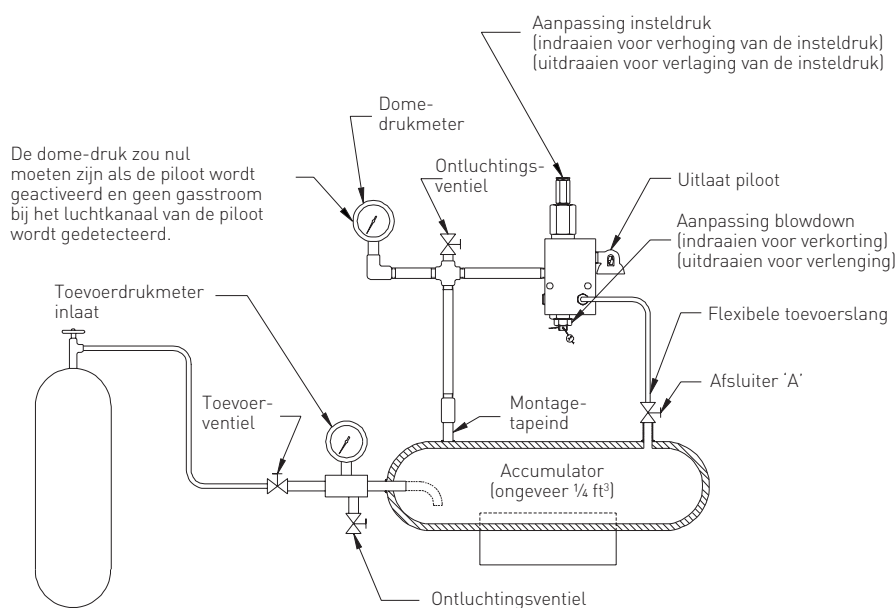 Aanpassing insteldruk
(indraaien voor verhoging van de insteldruk)
(uitdraaien voor verlaging van de insteldruk)
Dome-
drukmeter
De dome-druk zou nul
moeten zijn als de piloot wordt
geactiveerd en geen gasstroom
bij het luchtkanaal van de piloot
wordt gedetecteerd.
Ontluchtings-
ventiel
Uitlaat piloot
Aanpassing blowdown
(indraaien voor verkorting)
(uitdraaien voor verlenging)
Toevoerdrukmeter
inlaat
Flexibele toevoerslang
Toevoer-
ventiel
Montage-
tapeind
Afsluiter 'A'
Accumulator
(ongeveer ¼ ft³)
Ontluchtingsventiel